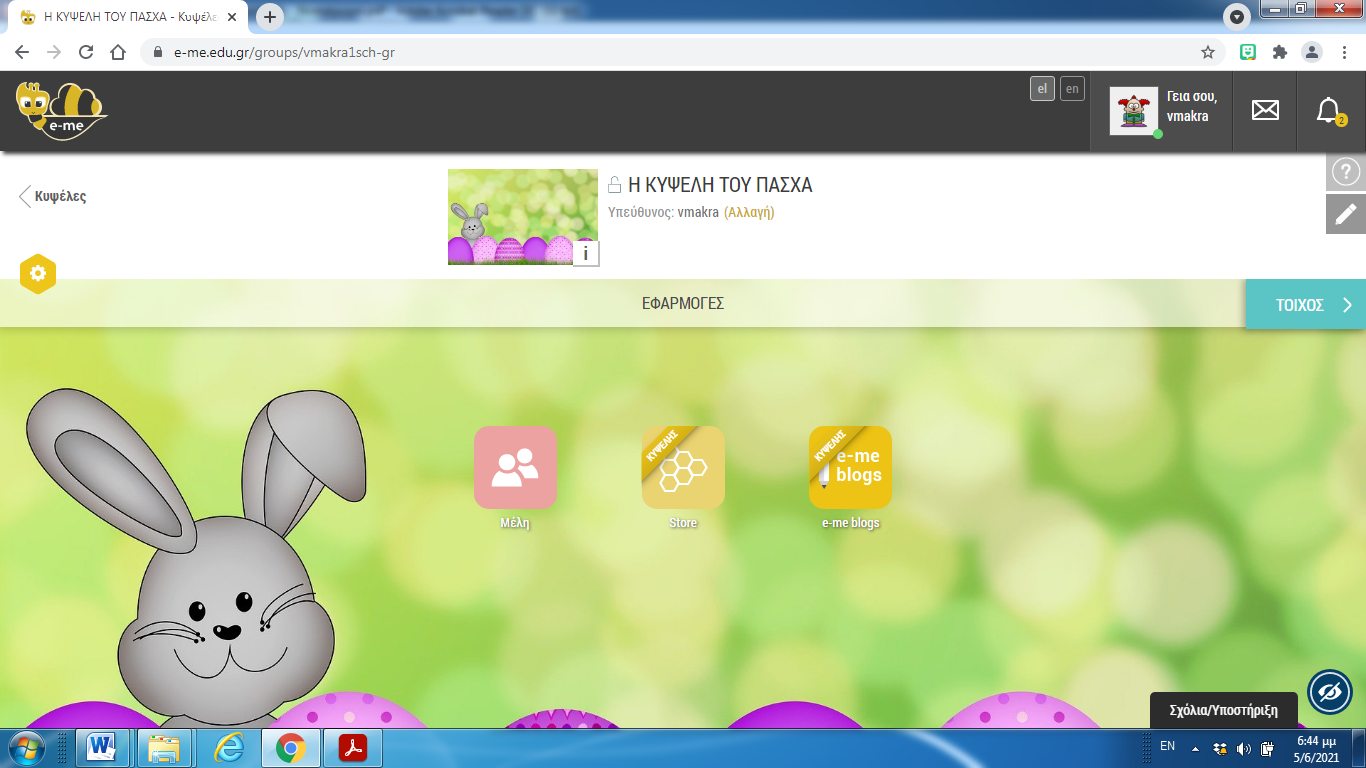 Η ΚΥΨΕΛΗ ΤΟΥ ΠΑΣΧΑ - Κυψέλε
e-me.edu.gr/groups/vmakra1sch-gr
e-me
el en
Γεια σου,
vmakra
2
Κυψέλες
Η ΚΥΨΕΛΗ ΤΟΥ ΠΑΣΧΑ
Υπεύθυνος: vmakra (Αλλαγή)
i
?
ΕΦΑΡΜΟΓΕΣ
ΤΟΙΧΟΣ
ΚΥΨΕΛΗΣ
ΚΥΨΕΛΗΣ
e-me
blogs
Μέλη
Store
e-me blogs
Σχόλια/Υποστήριξη
EN
6:44 μμ
5/6/2021